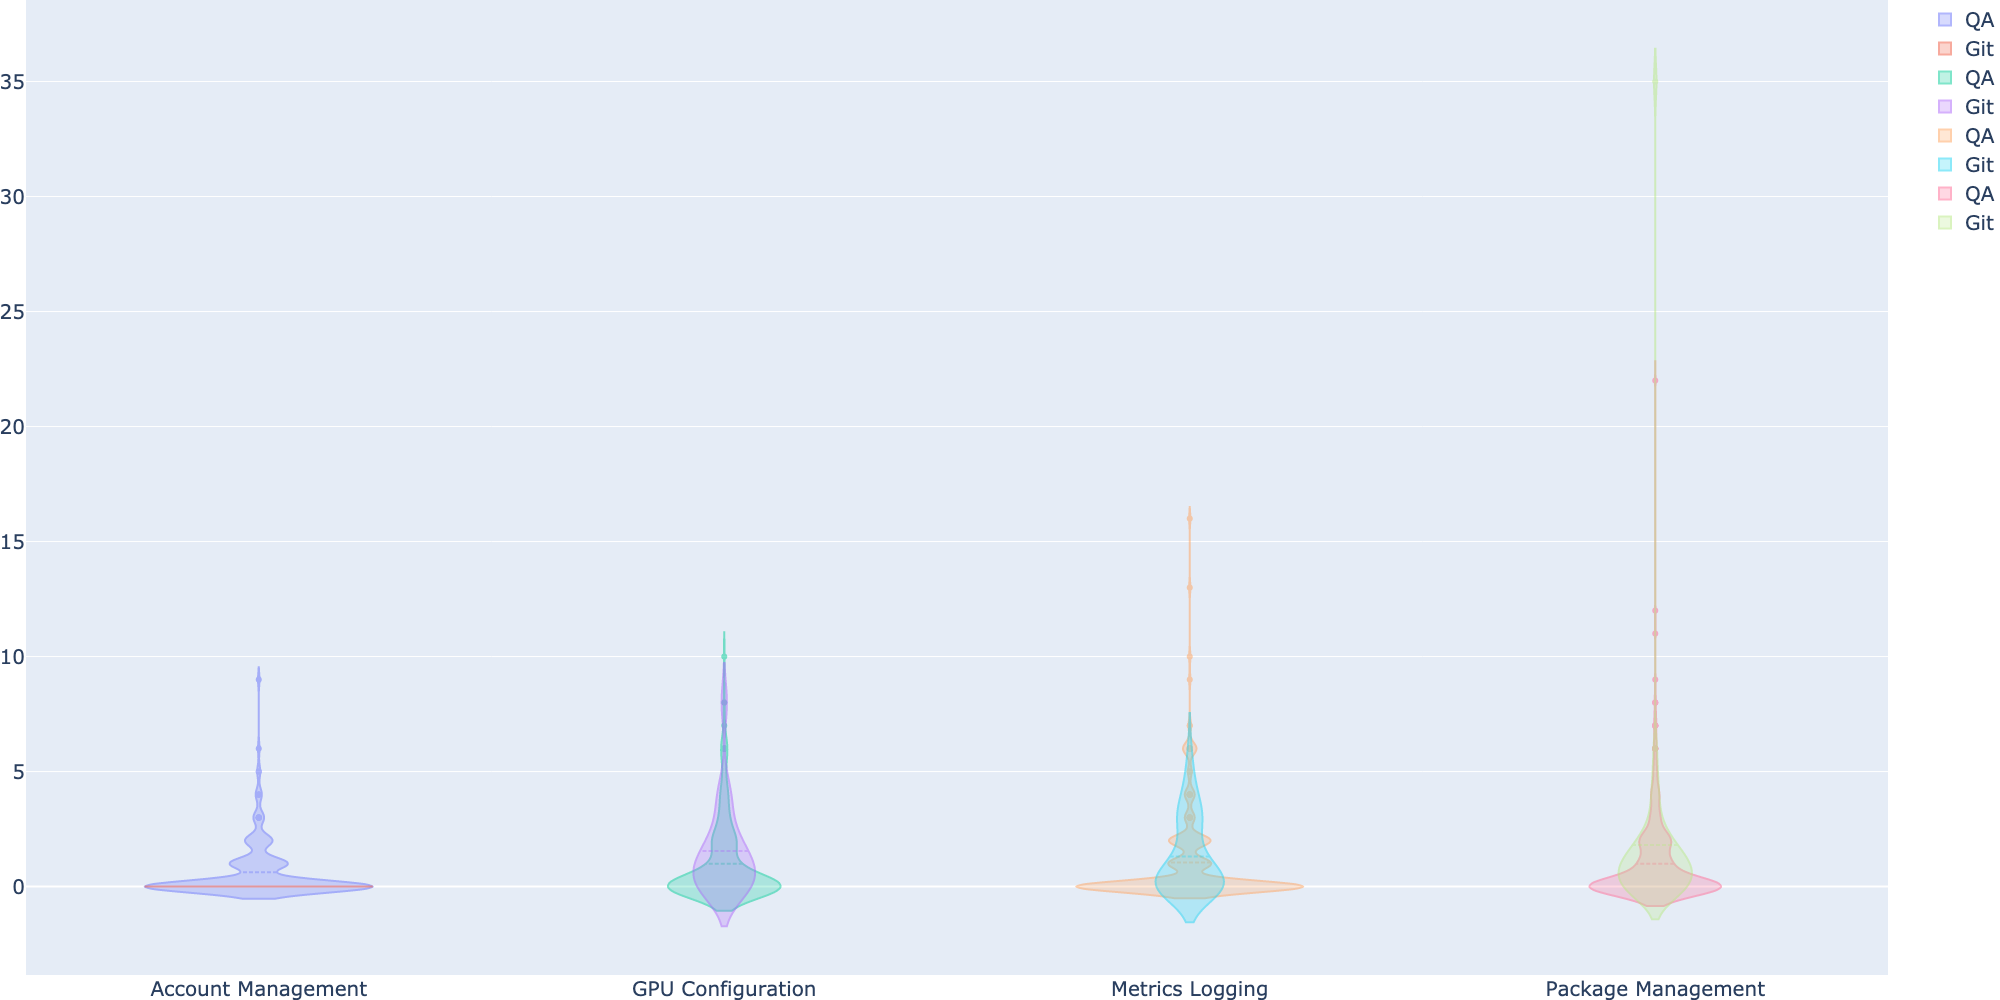 35
30
25
20
15
10
5
0
Account Management
GPU Configuration
Metrics Logging
Package Management
QA
Git
QA
Git
QA
Git
QA
Git